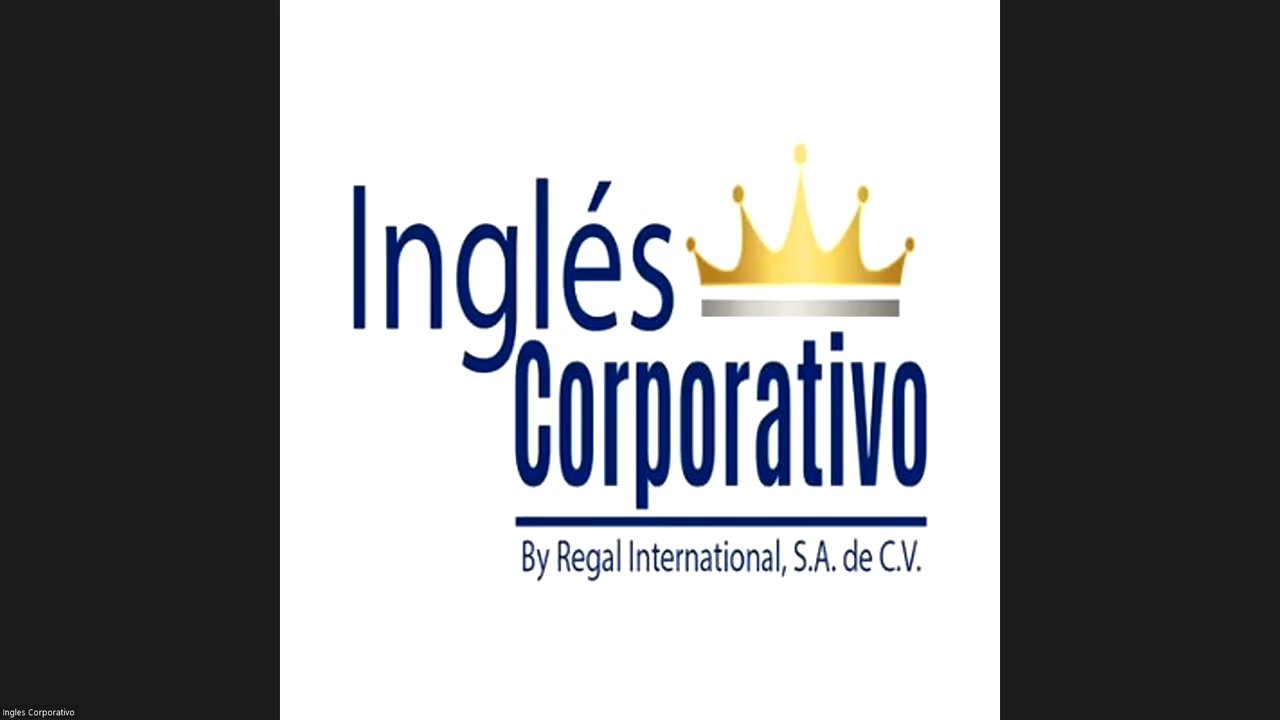 Inglés
Corporativo
By Regal International, S.A. de C.V.
Ingles Corporativo